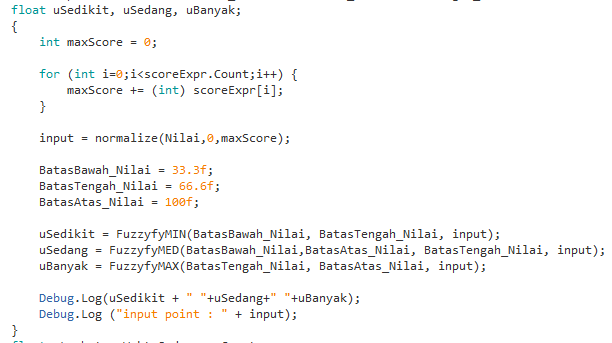 float uSedikit, uSedang, uBanyak;
{
    int maxScore = 0;

    for (int i=0;i<scoreExpr.Count;i++) {
        maxScore += (int) scoreExpr[i];
    }

    input = normalize(Nilai,0,maxScore);

    BatasBawah_Nilai = 33.3f;
    BatasTengah_Nilai = 66.6f;
    BatasAtas_Nilai = 100f;

    uSedikit = FuzzyfyMIN(BatasBawah_Nilai, BatasTengah_Nilai, input);
    uSedang = FuzzyfyMED(BatasBawah_Nilai,BatasAtas_Nilai, BatasTengah_Nilai, input);
    uBanyak = FuzzyfyMAX(BatasTengah_Nilai, BatasAtas_Nilai, input);

    Debug.Log(uSedikit + " "+uSedang+" "+uBanyak);
    Debug.Log ("input point : " + input);
}